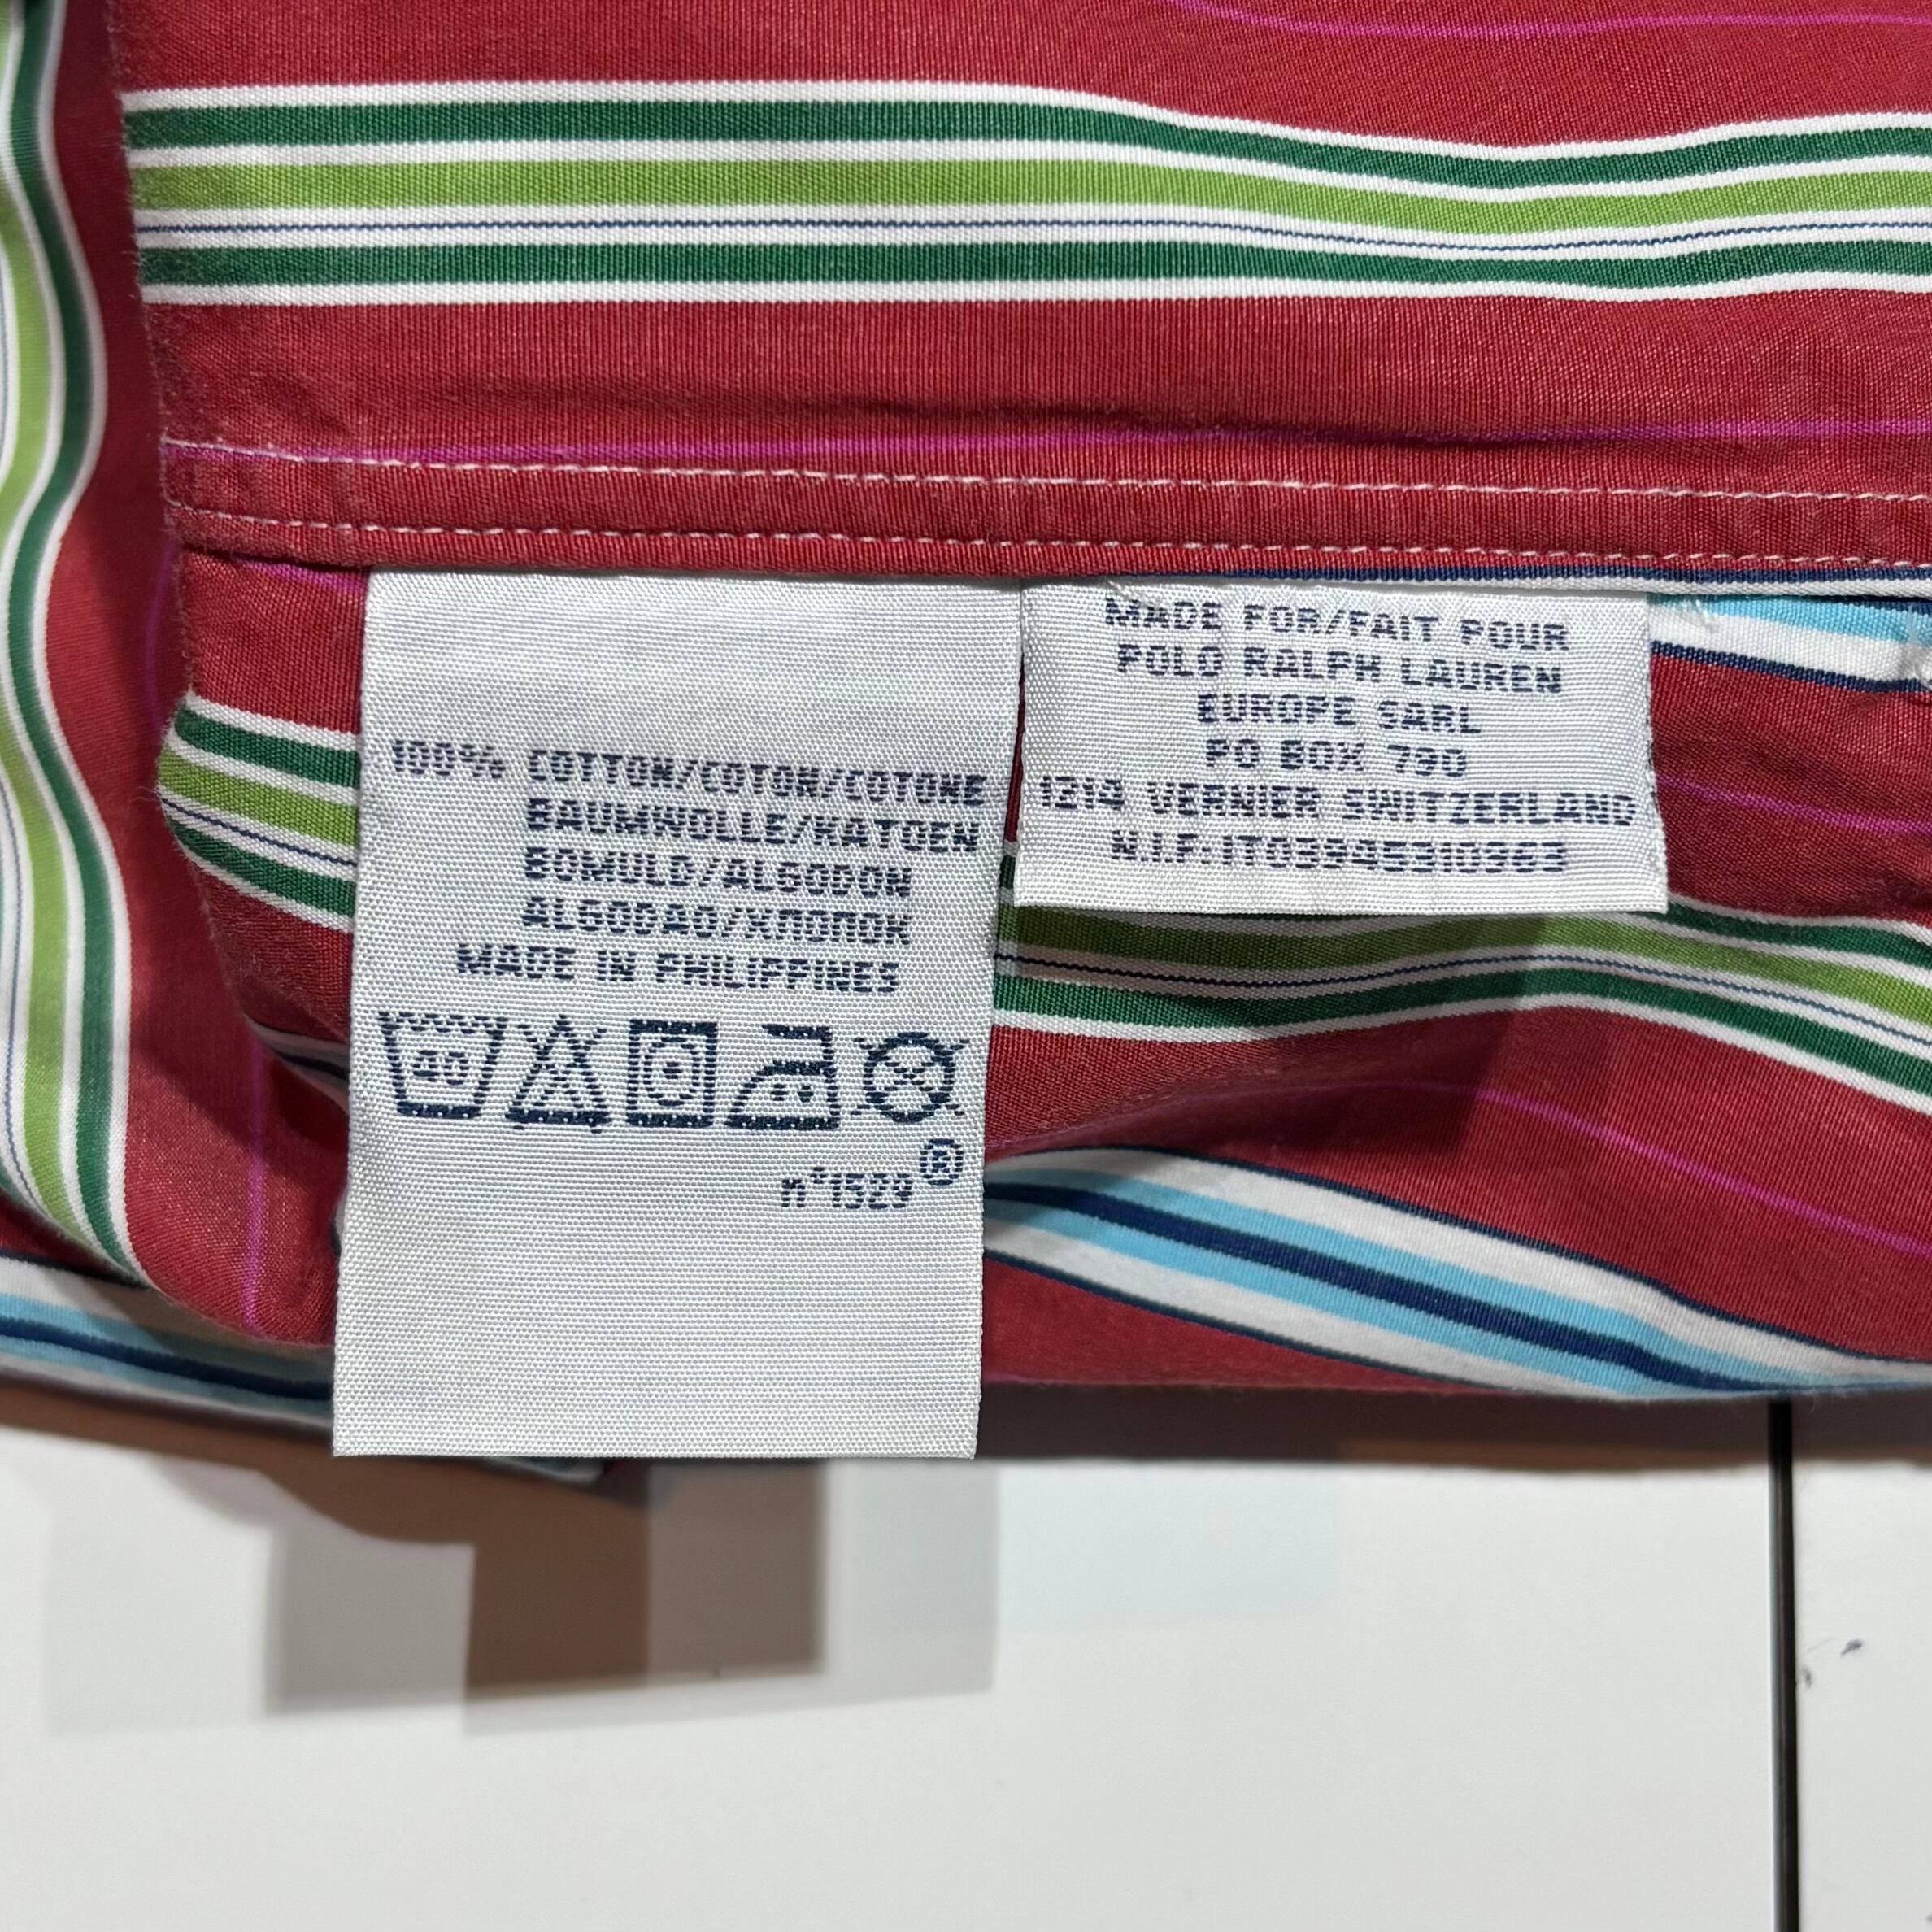 100% COTTON/COTON/COTONE
BAUMWOLLE/KATOEN
BOMULD/ALGODON
ALGODAO/ХЛОПОК
MADE IN PHILIPPINES
40
n°1529®
MADE FOR/FAIT POUR
POLO RALPH LAUREN
EUROPE SARL
PO BOX 790
1214 VERNIER SWITZERLAND
N.I.F.:IT03945310963